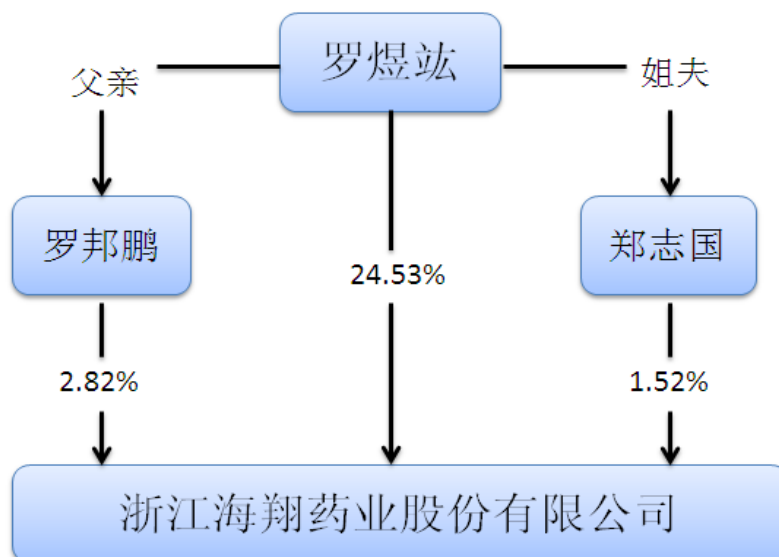 罗煜竑
父亲
姐夫
罗邦鹏
郑志国
24.53%
2.82%
1.52%
浙江海翔药业股份有限公司